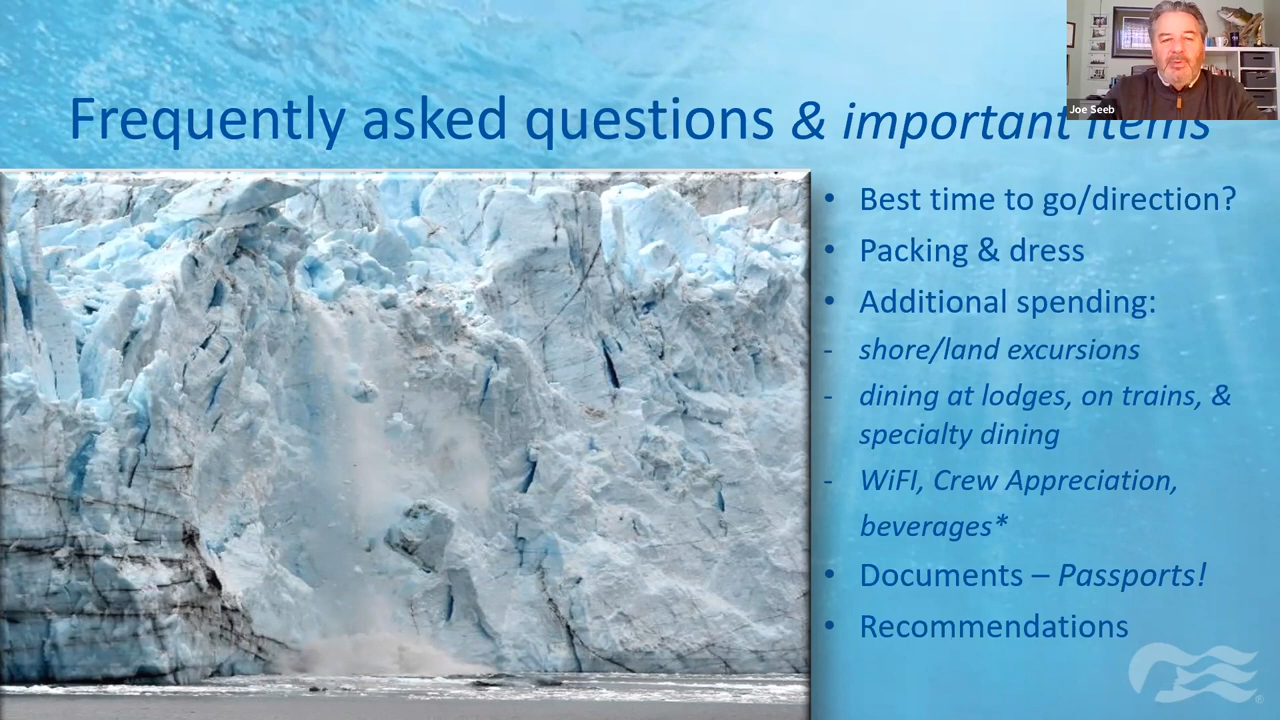 Joe Seeb
Frequently asked questions & important items
• Best time to go/direction?
• Packing & dress
• Additional spending:
- shore/land excursions
- dining at lodges, on trains, &
specialty dining
- WiFI, Crew Appreciation,
beverages*
• Documents – Passports!
• Recommendations
®